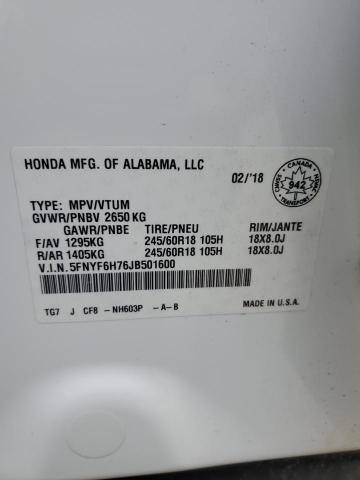 HONDA MFG. OF ALABAMA, LLC
02/'18
CANADA
942
TYPE: MPV/VTUM
GVWR/PNBV 2650 KG
GAWR/PNBE TIRE/PNEU RIM/JANTE
F/AV 1295KG 245/60R18 105H 18X8.0J
R/AR 1405KG 245/60R18 105H 18X8.0J
V.I.N. 5FNYF6H76JB501600
TG7 J CF8 -NH603P -A-B MADE IN U.S.A.